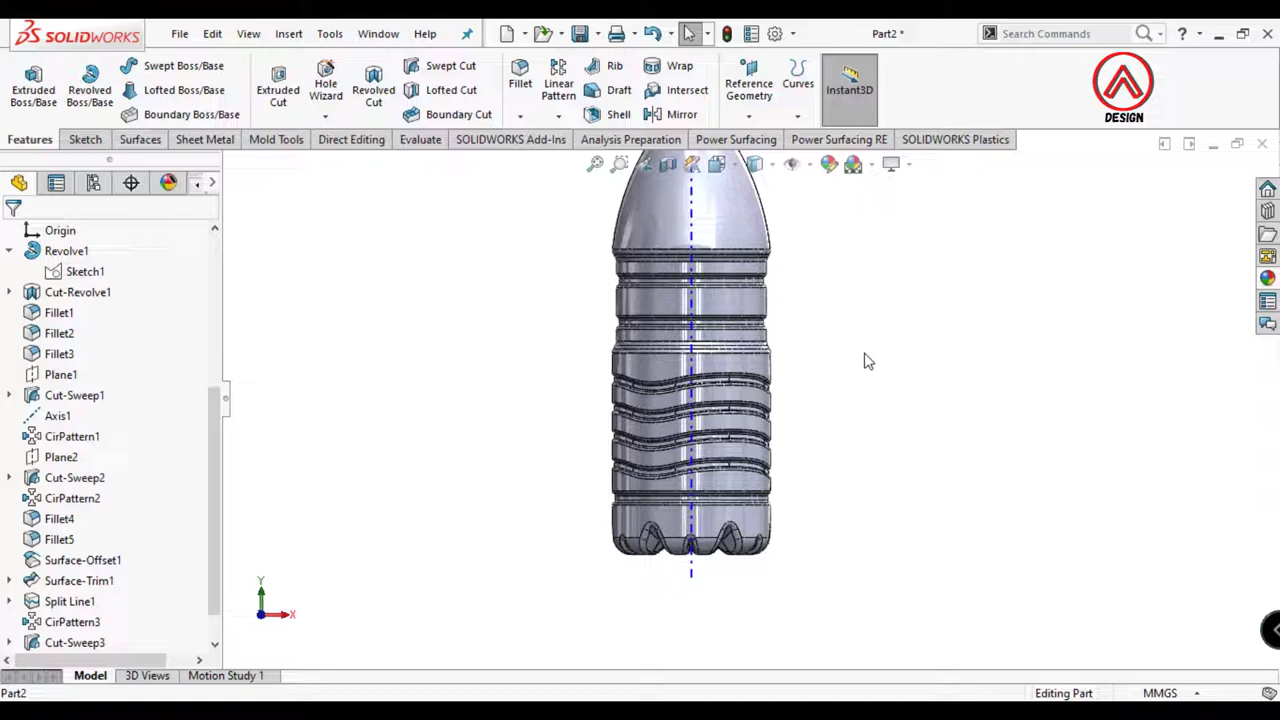 SOLIDWORKS File Edit View Insert Tools Window Help Part2 * Search Commands
DESIGN
Extruded Boss/Base
Revolved Boss/Base
Swept Boss/Base
Lofted Boss/Base
Boundary Boss/Base
Extruded Cut
Hole Wizard
Revolved Cut
Swept Cut
Lofted Cut
Boundary Cut
Fillet
Linear Pattern
Rib
Draft
Shell
Wrap
Intersect
Mirror
Reference Geometry
Curves
Instant3D
Features Sketch Surfaces Sheet Metal Mold Tools Direct Editing Evaluate SOLIDWORKS Add-Ins Analysis Preparation Power Surfacing Power Surfacing RE SOLIDWORKS Plastics
Origin
Revolve1
Sketch1
Cut-Revolve1
Fillet1
Fillet2
Fillet3
Plane1
Cut-Sweep1
Axis1
CirPattern1
Plane2
Cut-Sweep2
CirPattern2
Fillet4
Fillet5
Surface-Offset1
Surface-Trim1
Split Line1
CirPattern3
Cut-Sweep3
Y
X
Model 3D Views Motion Study 1
Part2 Editing Part MMGS